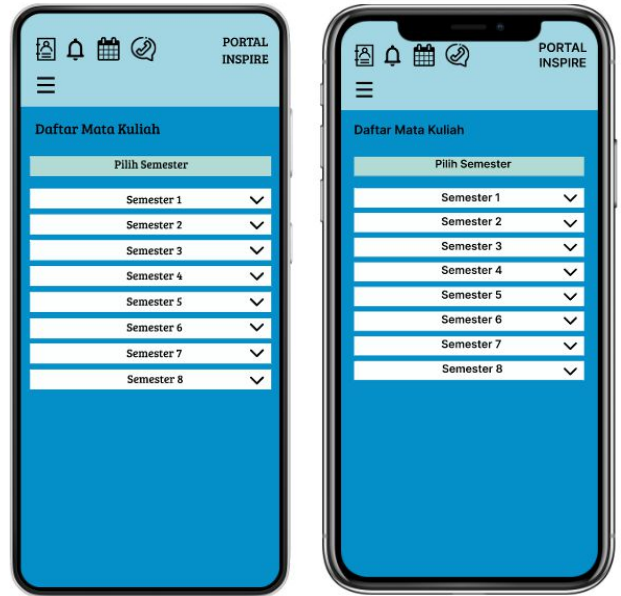 PORTAL
INSPIRE
Daftar Mata Kuliah
Pilih Semester
Semester 1
Semester 2
Semester 3
Semester 4
Semester 5
Semester 6
Semester 7
Semester 8
PORTAL
INSPIRE
Daftar Mata Kuliah
Pilih Semester
Semester 1
Semester 2
Semester 3
Semester 4
Semester 5
Semester 6
Semester 7
Semester 8